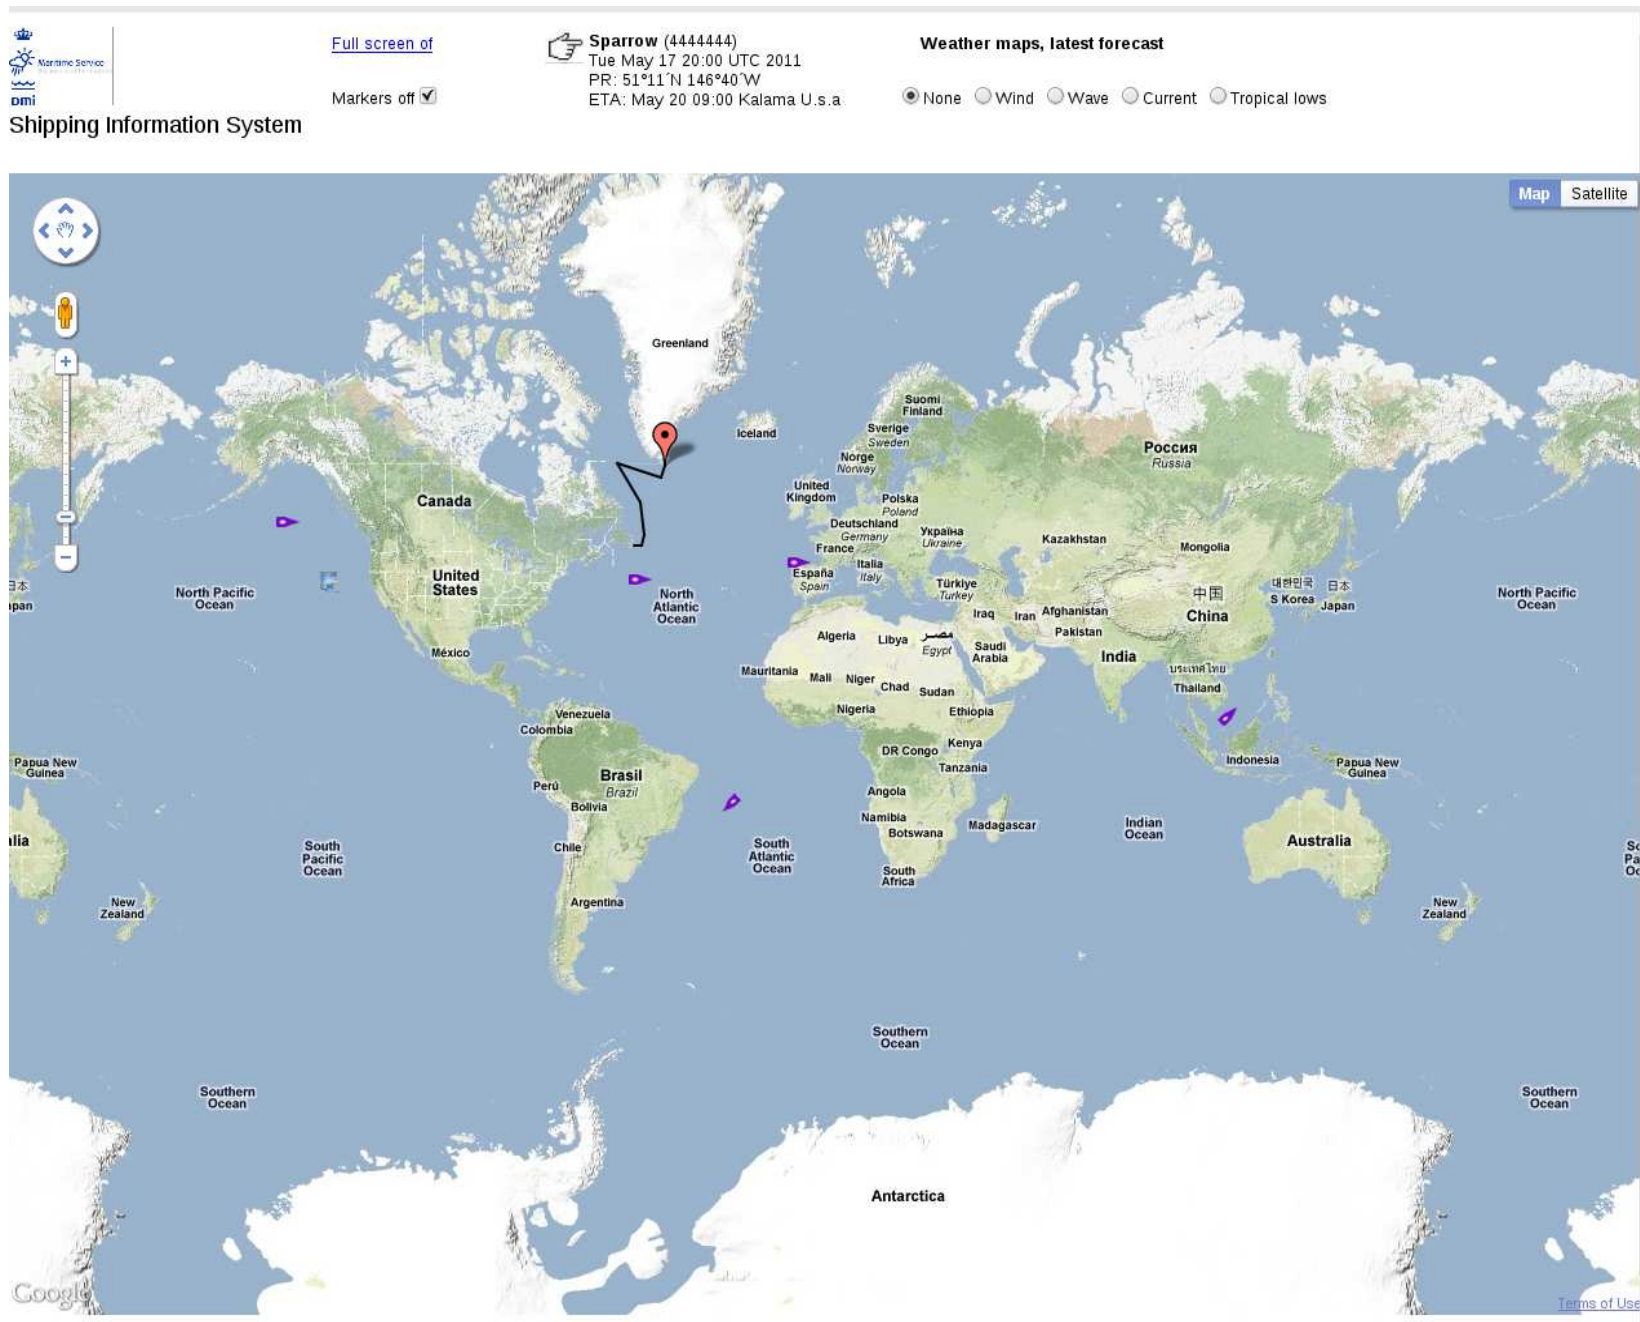 Full screen of
Sparrow (4444444)
Weather maps, latest forecast
Maritime Service
Tue May 17 20:00 UTC 2011
PR: 51°11´N 146°40´W
Markers off
ETA: May 20 09:00 Kalama U.s.a
None Wind Wave Current Tropical lows
DMI
Shipping Information System
Map Satellite
Greenland
Suomi
Finland
Iceland
Sverige
Sweden
Norge
Norway
Россия
Russia
United
Kingdom
Canada
Polska
Poland
Deutschland
Germany
Україна
Ukraine
France
Kazakhstan
Mongolia
Italia
Italy
España
Spain
United
States
Türkiye
Turkey
日本
apan
North Pacific
Ocean
North
Atlantic
Ocean
中国
China
대한민국
S Korea
日本
Japan
North Pacific
Ocean
Iraq
Iran
Afghanistan
Pakistan
Algeria
Libya
مصر
Egypt
Saudi
Arabia
México
India
ประเทศไทย
Thailand
Mauritania
Mali
Niger
Chad
Sudan
Nigeria
Ethiopia
Venezuela
Colombia
DR Congo
Kenya
Tanzania
Papua New
Guinea
Indonesia
Papua New
Guinea
Perú
Brasil
Brazil
Bolivia
Angola
Namibia
Botswana
Madagascar
Indian
Ocean
alia
Australia
South
Pacific
Ocean
Chile
South
Atlantic
Ocean
South
Africa
So
Pa
Oc
New
Zealand
Argentina
New
Zealand
Southern
Ocean
Southern
Ocean
Southern
Ocean
Antarctica
Google
Terms of Use